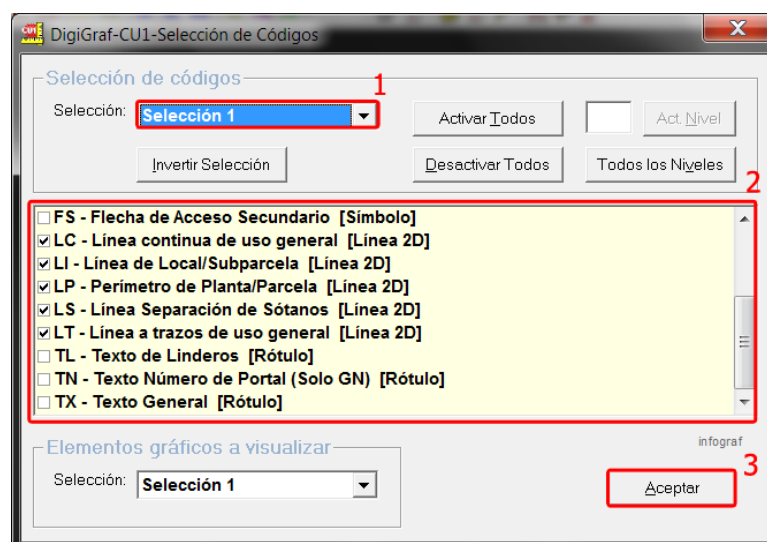 DigiGraf-CU1-Selección de Códigos
Selección de códigos
1
Selección: Selección 1 Activar Todos Act. Nivel
Invertir Selección Desactivar Todos Todos los Niveles
2
FS - Flecha de Acceso Secundario [Símbolo]
LC - Línea continua de uso general [Línea 2D]
LI - Línea de Local/Subparcela [Línea 2D]
LP - Perímetro de Planta/Parcela [Línea 2D]
LS - Línea Separación de Sótanos [Línea 2D]
LT - Línea a trazos de uso general [Línea 2D]
TL - Texto de Linderos [Rótulo]
TN - Texto Número de Portal (Solo GN) [Rótulo]
TX - Texto General [Rótulo]
Elementos gráficos a visualizar
infograf
3
Selección: Selección 1 Aceptar